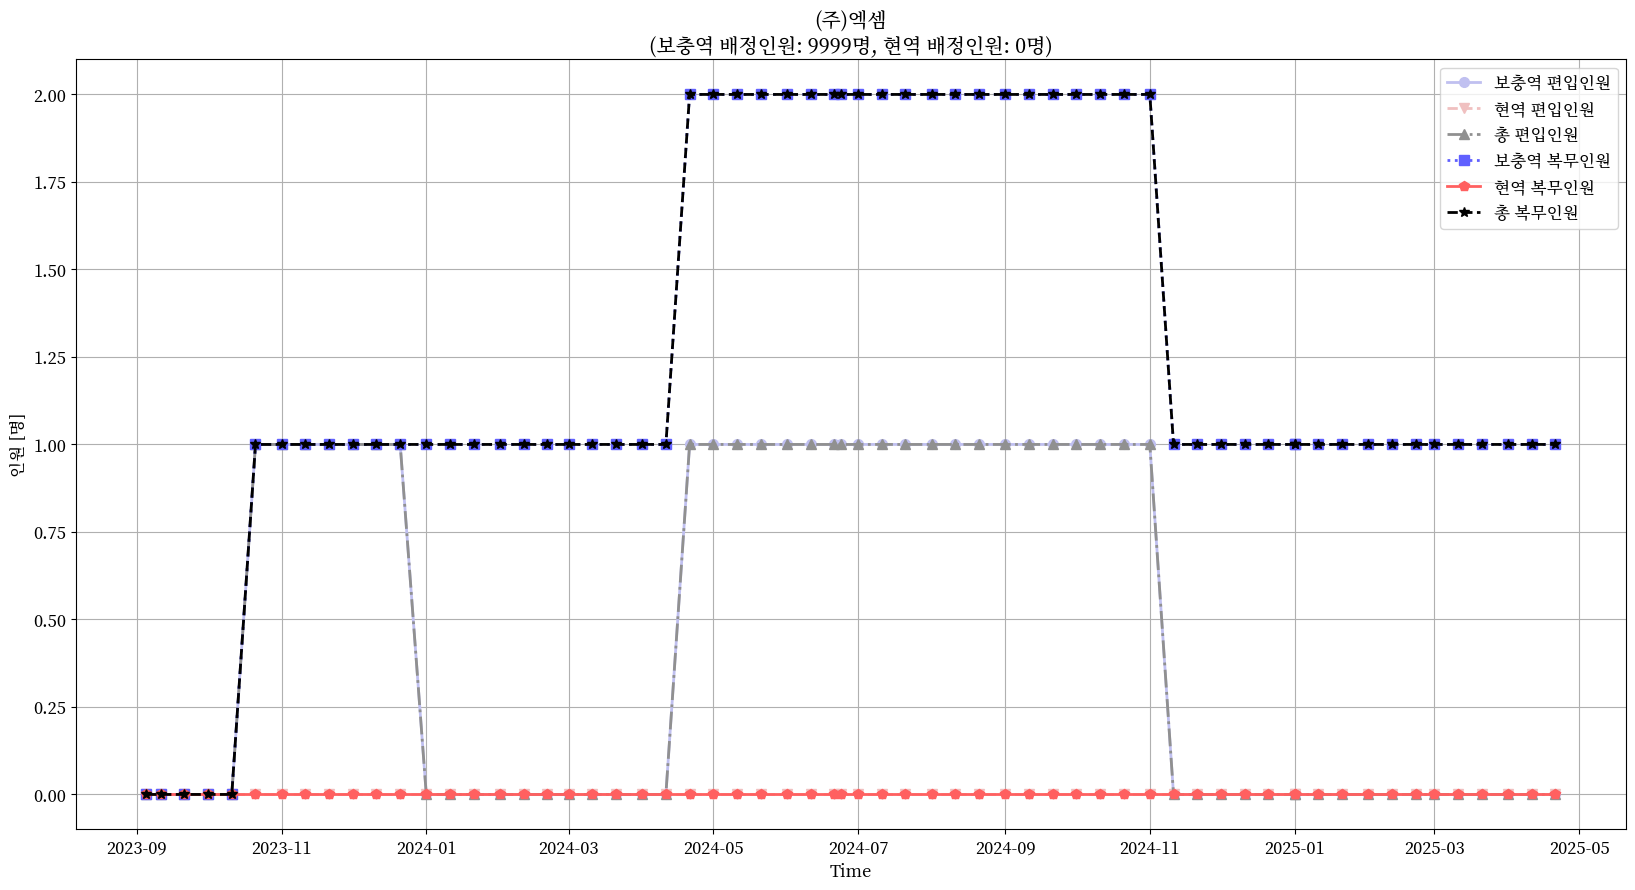 (주)엑셈
(보충역 배정인원: 9999명, 현역 배정인원: 0명)
보충역 편입인원
현역 편입인원
총 편입인원
보충역 복무인원
현역 복무인원
총 복무인원
인원 [명]
2.00
1.75
1.50
1.25
1.00
0.75
0.50
0.25
0.00
2023-09 2023-11 2024-01 2024-03 2024-05 2024-07 2024-09 2024-11 2025-01 2025-03 2025-05
Time